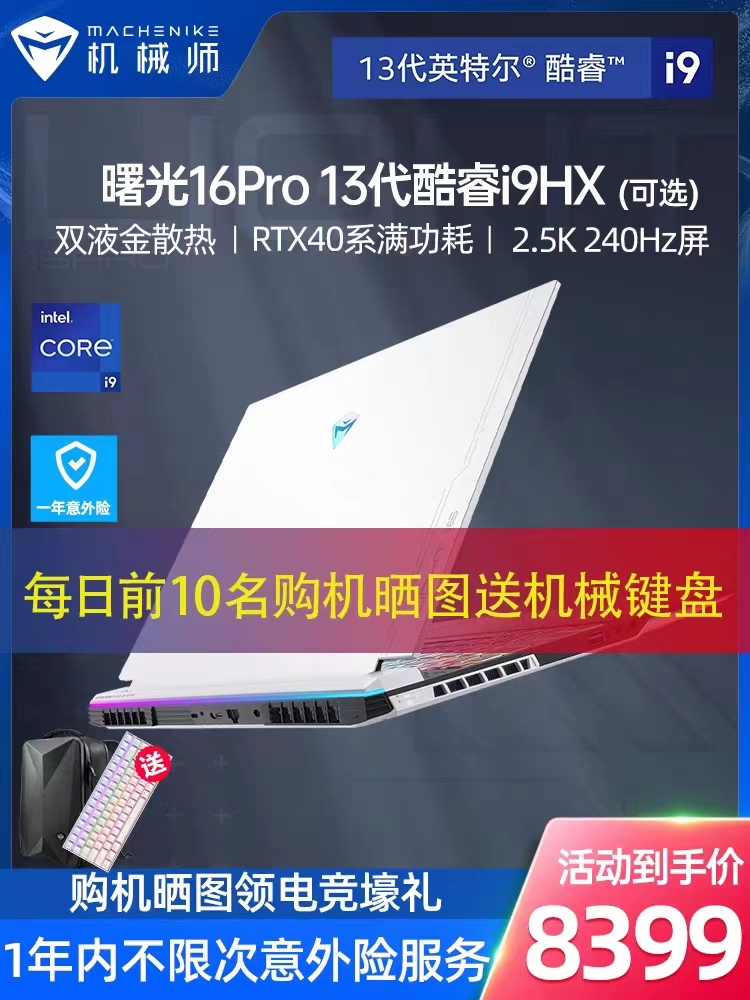 MACHENIKE
机械师
13代英特尔® 酷睿™ i9
曙光16Pro 13代酷睿i9HX (可选)
双液金散热 | RTX40系满功耗 | 2.5K 240Hz屏
intel.
CORE
i9
一年意外险
每日前10名购机晒图送机械键盘
送
购机晒图领电竞壕礼
1年内不限次意外险服务
活动到手价
8399